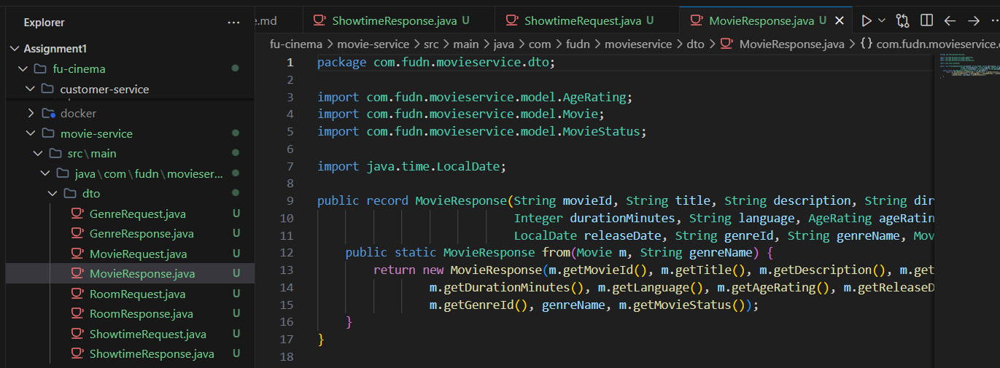 Explorer
Assignment1
fu-cinema
customer-service
docker
movie-service
src\main
java\com\fudn\movieser...
dto
GenreRequest.java U
GenreResponse.java U
MovieRequest.java U
MovieResponse.java U
RoomRequest.java U
RoomResponse.java U
ShowtimeRequest.java U
ShowtimeResponse.java U
e.md ShowtimeResponse.java U ShowtimeRequest.java U MovieResponse.java U
fu-cinema > movie-service > src > main > java > com > fudn > movieservice > dto > MovieResponse.java > {} com.fudn.movieservice.
1 package com.fudn.movieservice.dto;
2
3 import com.fudn.movieservice.model.AgeRating;
4 import com.fudn.movieservice.model.Movie;
5 import com.fudn.movieservice.model.MovieStatus;
6
7 import java.time.LocalDate;
8
9 public record MovieResponse(String movieId, String title, String description, String dir
10 Integer durationMinutes, String language, AgeRating ageRatin
11 LocalDate releaseDate, String genreId, String genreName, Mov
12 public static MovieResponse from(Movie m, String genreName) {
13 return new MovieResponse(m.getMovieId(), m.getTitle(), m.getDescription(), m.get
14 m.getDurationMinutes(), m.getLanguage(), m.getAgeRating(), m.getReleaseD
15 m.getGenreId(), genreName, m.getMovieStatus());
16 }
17 }
18